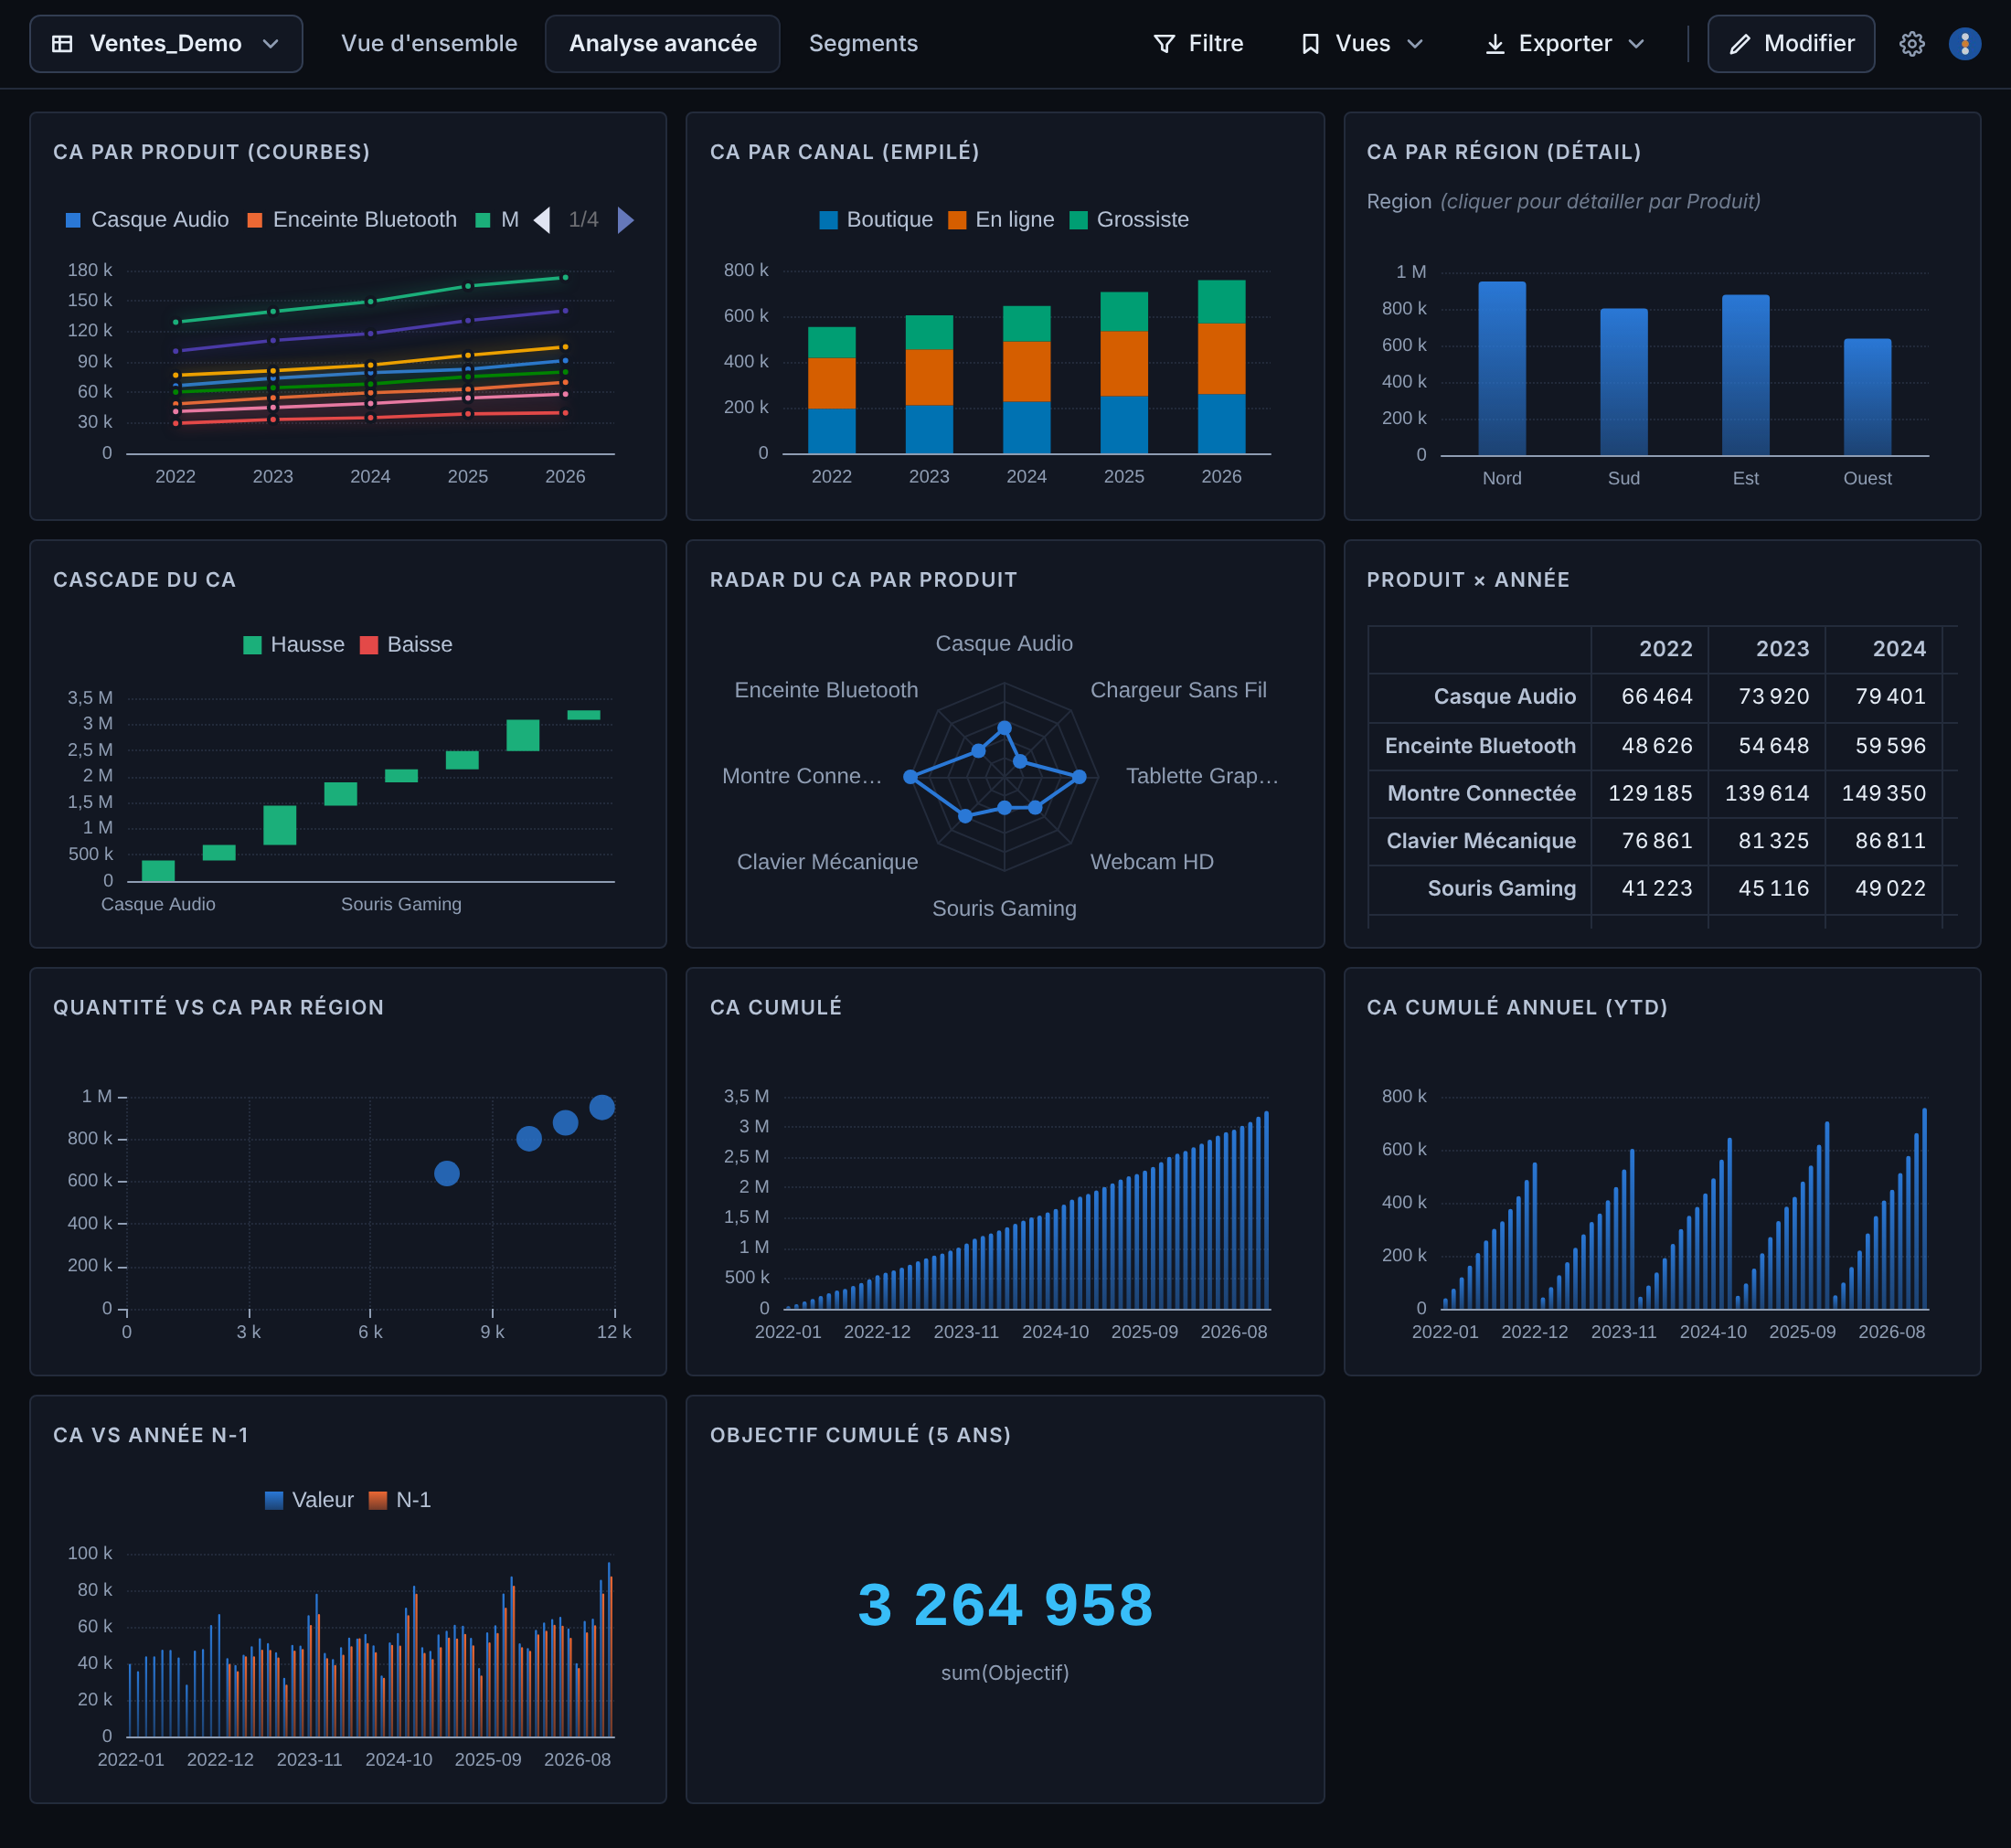 Ventes_Demo Vue d'ensemble Analyse avancée Segments Filtre Vues Exporter Modifier
CA PAR PRODUIT (COURBES)
Casque Audio Enceinte Bluetooth M 1/4
180 k
150 k
120 k
90 k
60 k
30 k
0
2022 2023 2024 2025 2026
CA PAR CANAL (EMPILÉ)
Boutique En ligne Grossiste
800 k
600 k
400 k
200 k
0
2022 2023 2024 2025 2026
CA PAR RÉGION (DÉTAIL)
Region (cliquer pour détailler par Produit)
1 M
800 k
600 k
400 k
200 k
0
Nord Sud Est Ouest
CASCADE DU CA
Hausse Baisse
3,5 M
3 M
2,5 M
2 M
1,5 M
1 M
500 k
0
Casque Audio Souris Gaming
RADAR DU CA PAR PRODUIT
Casque Audio
Enceinte Bluetooth Chargeur Sans Fil
Montre Conne... Tablette Grap...
Clavier Mécanique Webcam HD
Souris Gaming
PRODUIT × ANNÉE
2022 2023 2024
Casque Audio 66 464 73 920 79 401
Enceinte Bluetooth 48 626 54 648 59 596
Montre Connectée 129 185 139 614 149 350
Clavier Mécanique 76 861 81 325 86 811
Souris Gaming 41 223 45 116 49 022
QUANTITÉ VS CA PAR RÉGION
1 M
800 k
600 k
400 k
200 k
0
0 3 k 6 k 9 k 12 k
CA CUMULÉ
3,5 M
3 M
2,5 M
2 M
1,5 M
1 M
500 k
0
2022-01 2022-12 2023-11 2024-10 2025-09 2026-08
CA CUMULÉ ANNUEL (YTD)
800 k
600 k
400 k
200 k
0
2022-01 2022-12 2023-11 2024-10 2025-09 2026-08
CA VS ANNÉE N-1
Valeur N-1
100 k
80 k
60 k
40 k
20 k
0
2022-01 2022-12 2023-11 2024-10 2025-09 2026-08
OBJECTIF CUMULÉ (5 ANS)
3 264 958
sum(Objectif)